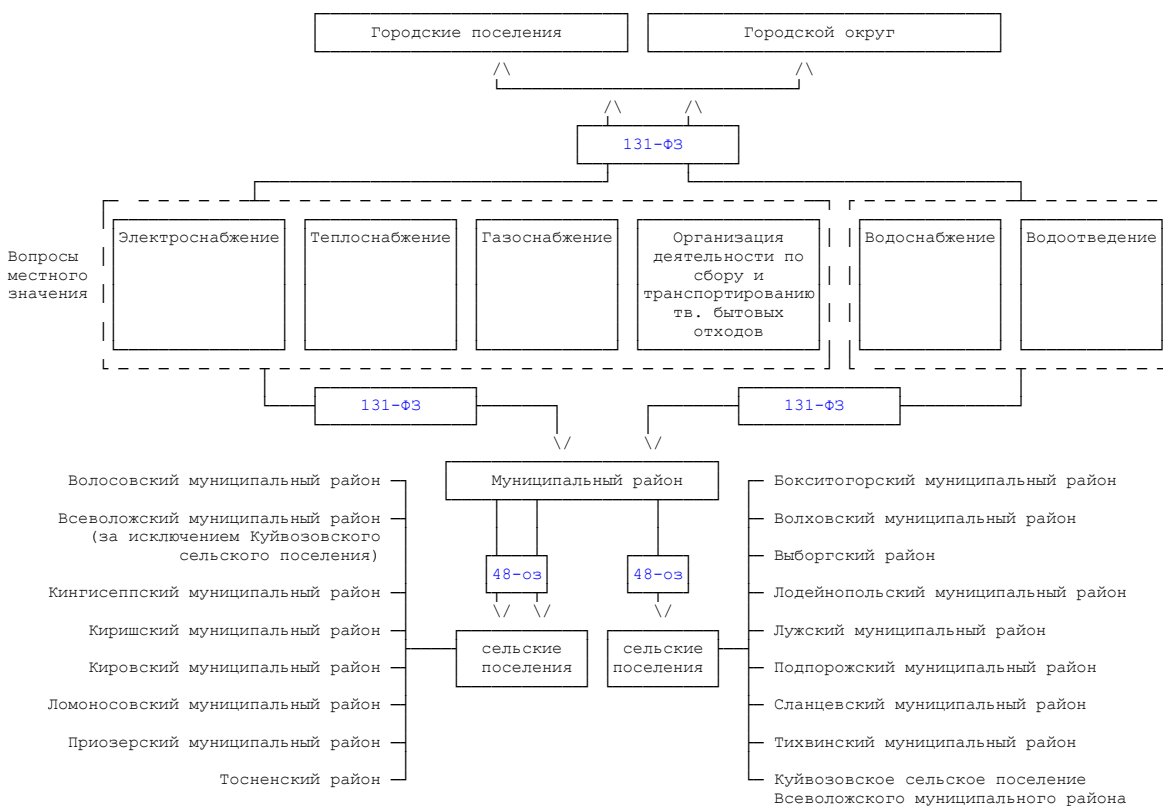 Городские поселения
Городской округ
131-ФЗ
Вопросы
местного
значения
Электроснабжение
Теплоснабжение
Газоснабжение
Организация
деятельности по
сбору и
транспортированию
тв. бытовых
отходов
Водоснабжение
Водоотведение
131-ФЗ
131-ФЗ
Муниципальный район
48-оз
48-оз
сельские
поселения
сельские
поселения
Волосовский муниципальный район
Всеволожский муниципальный район
(за исключением Куйвозовского
сельского поселения)
Кингисеппский муниципальный район
Киришский муниципальный район
Кировский муниципальный район
Ломоносовский муниципальный район
Приозерский муниципальный район
Тосненский район
Бокситогорский муниципальный район
Волховский муниципальный район
Выборгский район
Лодейнопольский муниципальный район
Лужский муниципальный район
Подпорожский муниципальный район
Сланцевский муниципальный район
Тихвинский муниципальный район
Куйвозовское сельское поселение
Всеволожского муниципального района